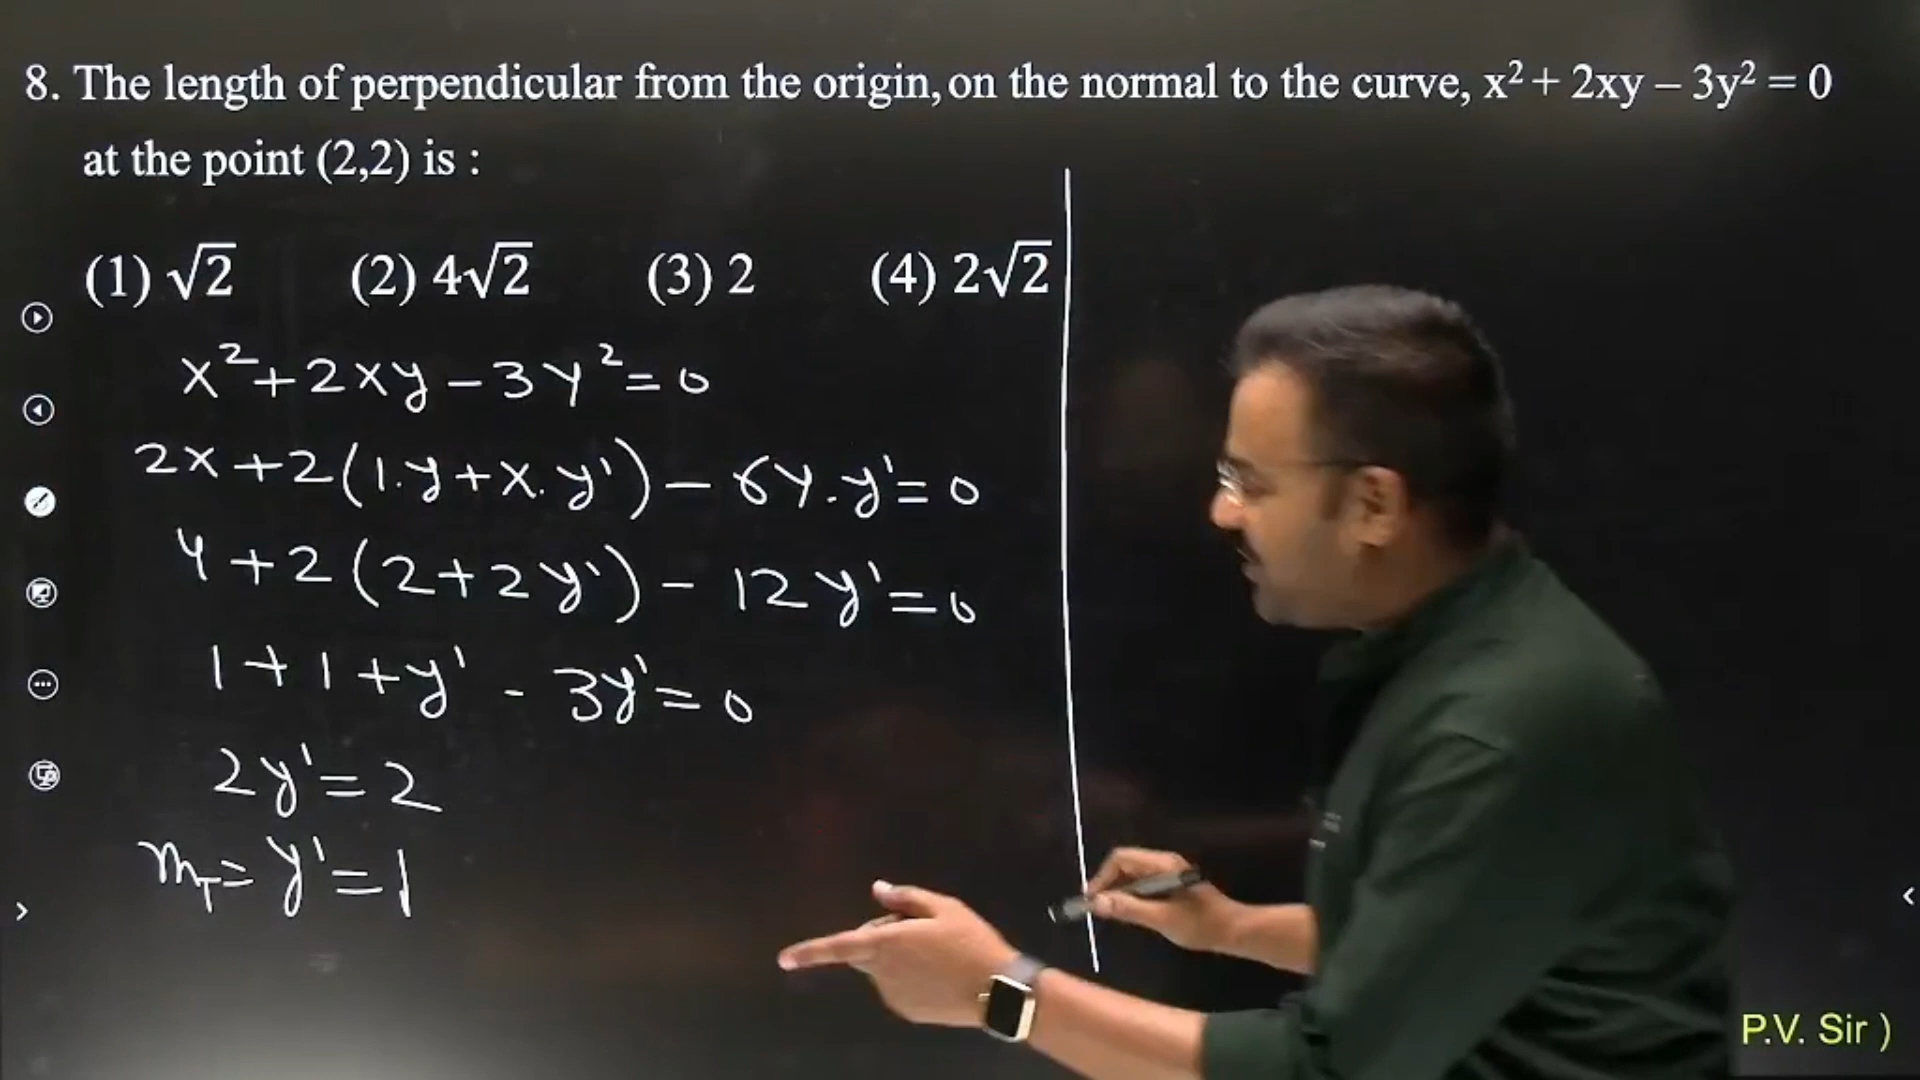 8. The length of perpendicular from the origin, on the normal to the curve, x² + 2xy – 3y² = 0
at the point (2,2) is :
(1) √2 (2) 4√2 (3) 2 (4) 2√2
x² + 2xy – 3y² = 0
2x + 2(1.y + x.y') – 6y.y' = 0
4 + 2(2 + 2y') – 12y' = 0
1 + 1 + y' - 3y' = 0
2y' = 2
m_T = y' = 1
P.V. Sir )